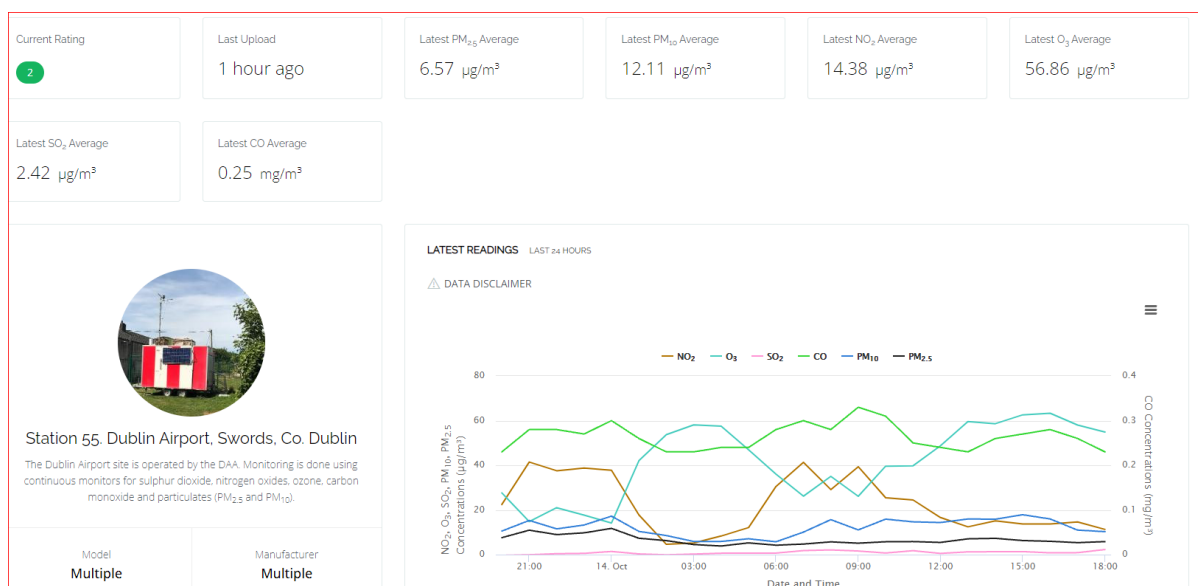 Current Rating
2
Last Upload
1 hour ago
Latest PM₂.₅ Average
6.57 µg/m³
Latest PM₁₀ Average
12.11 µg/m³
Latest NO₂ Average
14.38 µg/m³
Latest O₃ Average
56.86 µg/m³
Latest SO₂ Average
2.42 µg/m³
Latest CO Average
0.25 mg/m³
Station 55. Dublin Airport, Swords, Co. Dublin
The Dublin Airport site is operated by the DAA. Monitoring is done using
continuous monitors for sulphur dioxide, nitrogen oxides, ozone, carbon
monoxide and particulates (PM₂.₅ and PM₁₀).
Model
Multiple
Manufacturer
Multiple
LATEST READINGS LAST 24 HOURS
DATA DISCLAIMER
NO₂ O₃ SO₂ CO PM₁₀ PM₂.₅
NO₂, O₃, SO₂, PM₁₀, PM₂.₅
Concentrations (µg/m³)
80
60
40
20
0
0.4
0.3
0.2
0.1
0
CO Concentrations (mg/m³)
21:00 14. Oct 03:00 06:00 09:00 12:00 15:00 18:00
Date and Time